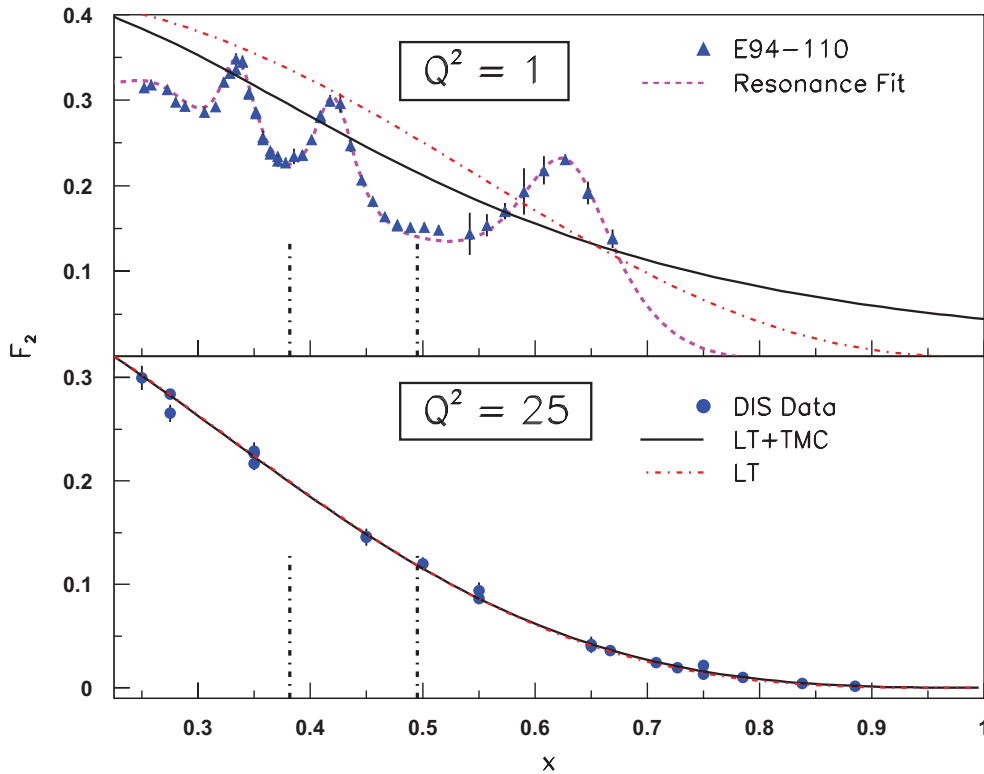 0.4
0.3
0.2
0.1
Q² = 1
E94-110
Resonance Fit
F₂
0.3
0.2
0.1
0
Q² = 25
DIS Data
LT+TMC
LT
0.3 0.4 0.5 0.6 0.7 0.8 0.9 1
x